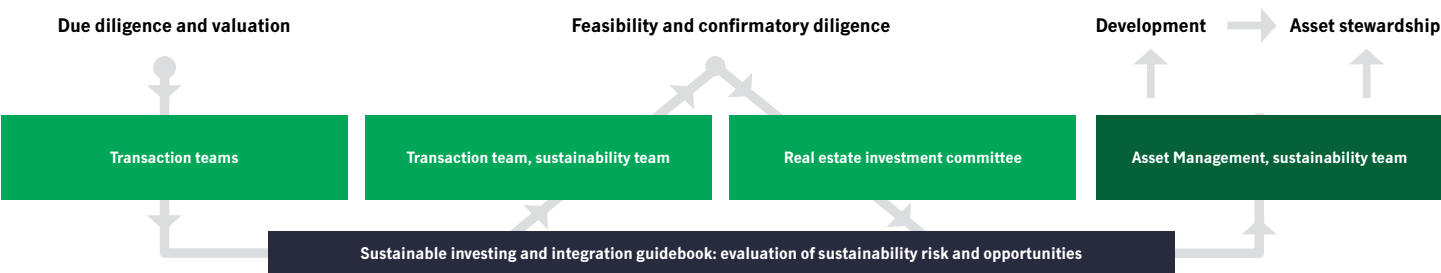 Due diligence and valuation
Feasibility and confirmatory diligence
Development
Asset stewardship
Transaction teams
Transaction team, sustainability team
Real estate investment committee
Asset Management, sustainability team
Sustainable investing and integration guidebook: evaluation of sustainability risk and opportunities